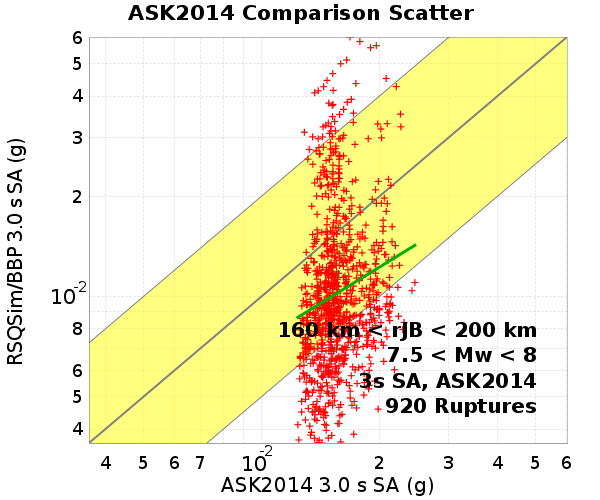 ASK2014 Comparison Scatter
RSQSim/BBP 3.0 s SA (g)
6
5
4
3
2
10-2
8
6
5
4
160 km < rJB < 200 km
7.5 < Mw < 8
3s SA, ASK2014
920 Ruptures
4 5 6 7 10-2 2 3 4 5 6
ASK2014 3.0 s SA (g)